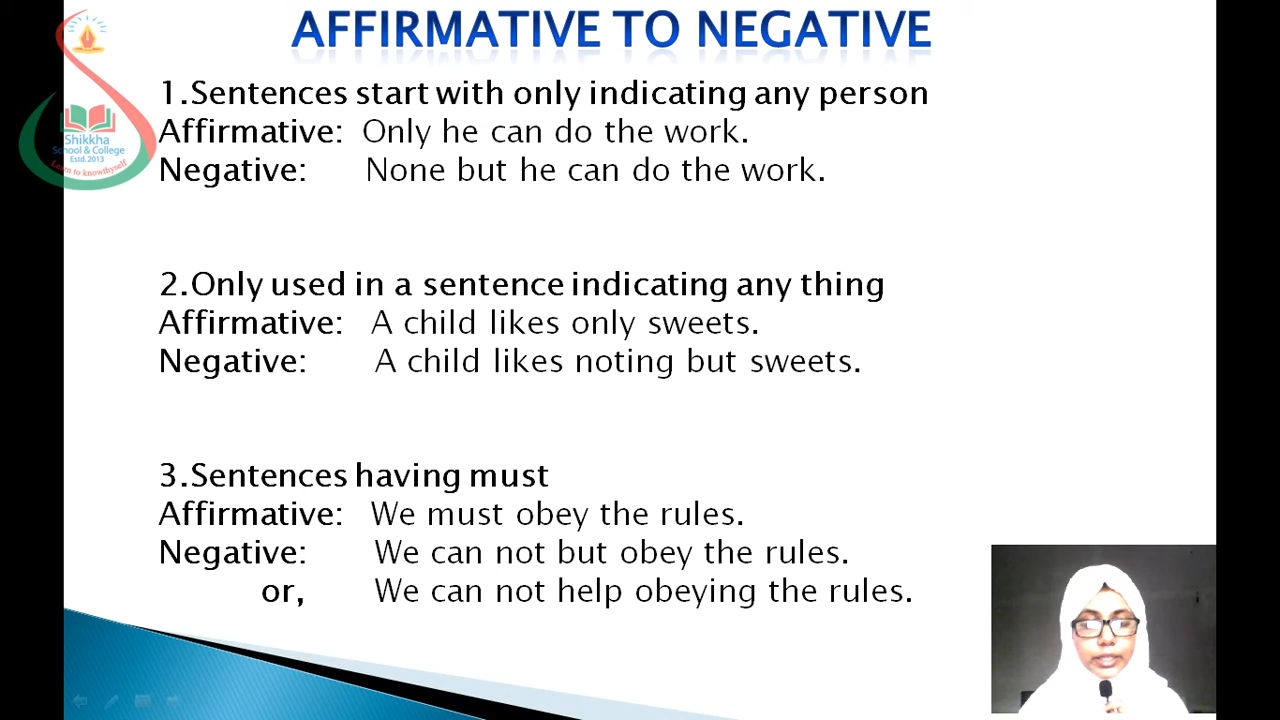 AFFIRMATIVE TO NEGATIVE
1.Sentences start with only indicating any person
Affirmative: Only he can do the work.
Negative: None but he can do the work.
Shikkha
School & College
Estd. 2013
Learn to knowthyself
2.Only used in a sentence indicating any thing
Affirmative: A child likes only sweets.
Negative: A child likes noting but sweets.
3.Sentences having must
Affirmative: We must obey the rules.
Negative: We can not but obey the rules.
or, We can not help obeying the rules.